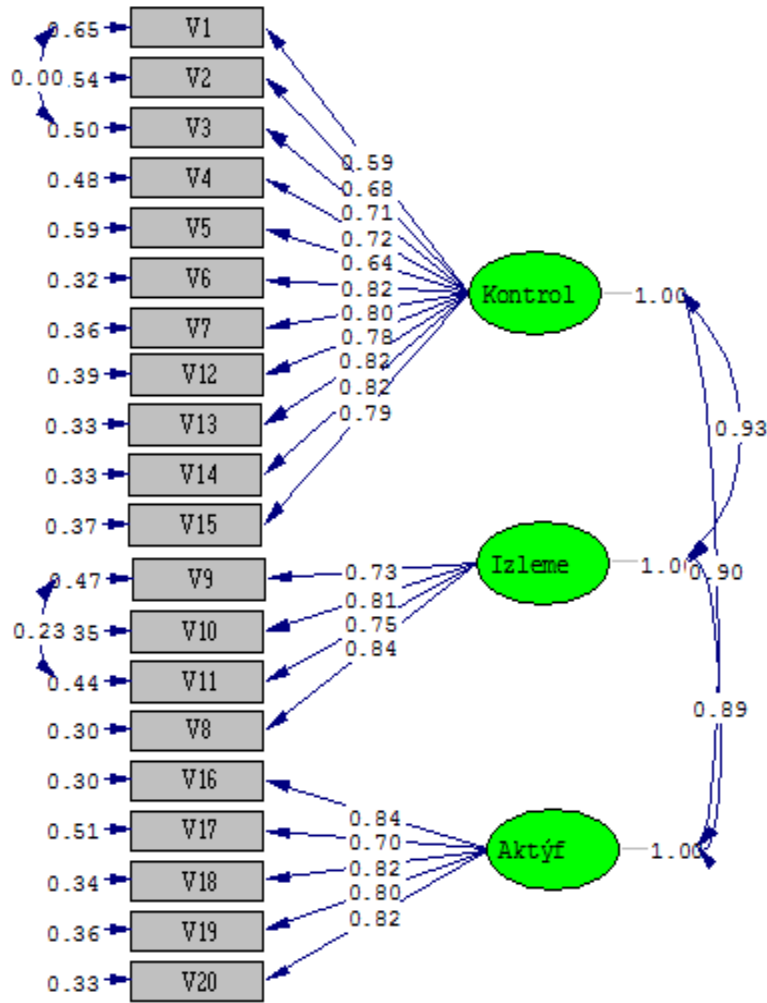 0.65 V1
0.00 .54 V2
0.50 V3
0.48 V4
0.59 V5
0.32 V6
0.36 V7
0.39 V12
0.33 V13
0.33 V14
0.37 V15
0.47 V9
0.23 35 V10
0.44 V11
0.30 V8
0.30 V16
0.51 V17
0.34 V18
0.36 V19
0.33 V20
0.59
0.68
0.71
0.72
0.64
0.82
0.80
0.78
0.82
0.82
0.79
0.73
0.81
0.75
0.84
0.84
0.70
0.82
0.80
0.82
Kontrol 1.00
0.93
Izleme 1.00 0.90
0.89
Aktýf 1.00